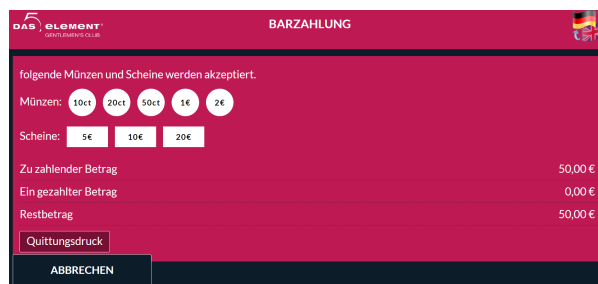 DAS 5 ELEMENT
GENTLEMEN'S CLUB
BARZAHLUNG
folgende Münzen und Scheine werden akzeptiert.
Münzen: 10ct 20ct 50ct 1€ 2€
Scheine: 5€ 10€ 20€
Zu zahlender Betrag 50,00 €
Ein gezahlter Betrag 0,00 €
Restbetrag 50,00 €
Quittungsdruck
ABBRECHEN